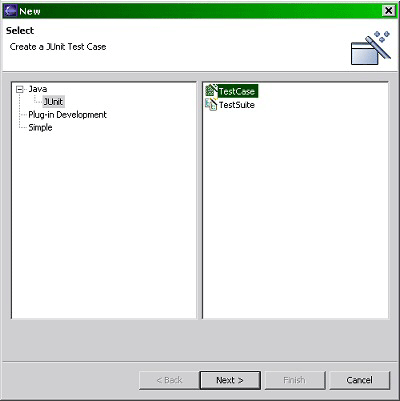 New
Select
Create a JUnit Test Case
Java
JUnit
Plug-in Development
Simple
TestCase
TestSuite
< Back
Next >
Finish
Cancel